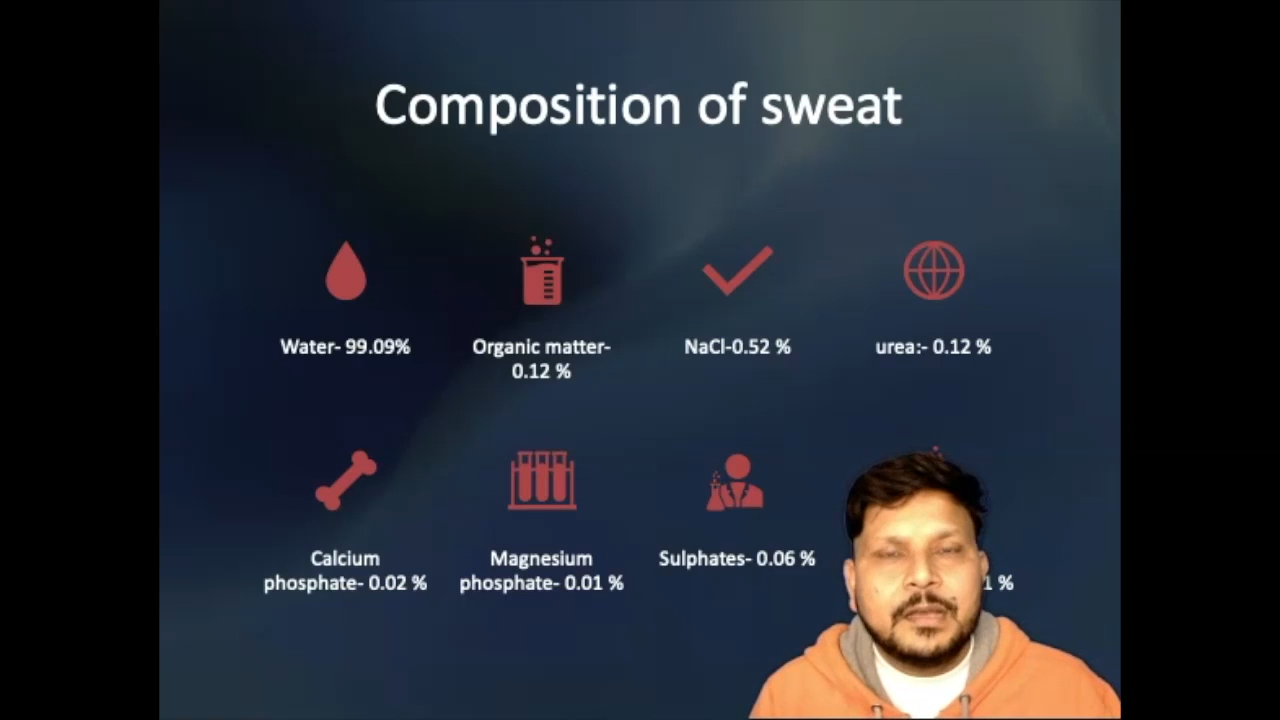 Composition of sweat
Water- 99.09%
Organic matter-
0.12 %
NaCl-0.52 %
urea:- 0.12 %
Calcium
phosphate- 0.02 %
Magnesium
phosphate- 0.01 %
Sulphates- 0.06 %
%